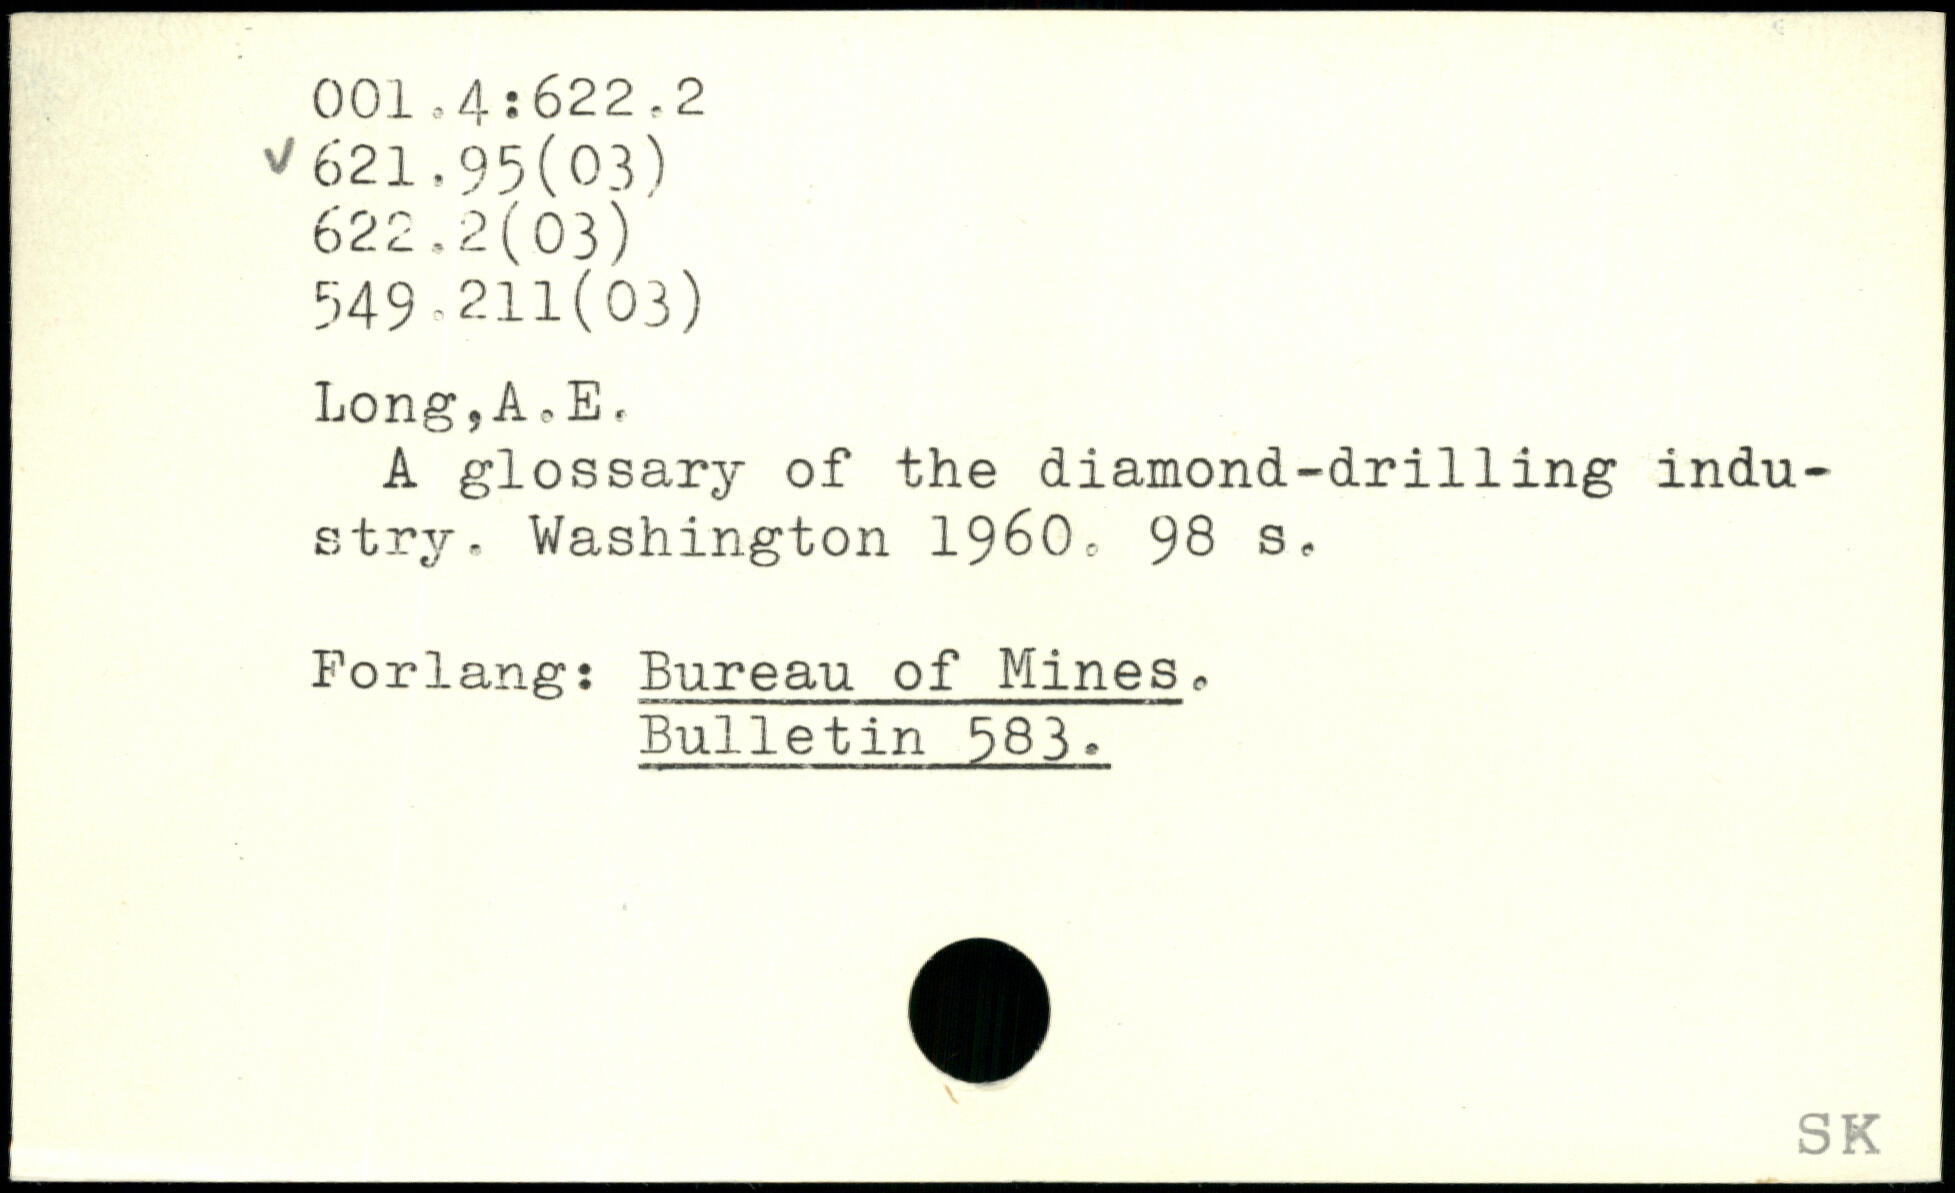 001.4:622.2
✓ 621.95(03)
622.2(03)
549.211(03)
Long,A.E.
A glossary of the diamond-drilling indu-
stry. Washington 1960. 98 s.
Forlang: Bureau of Mines.
Bulletin 583.
SK